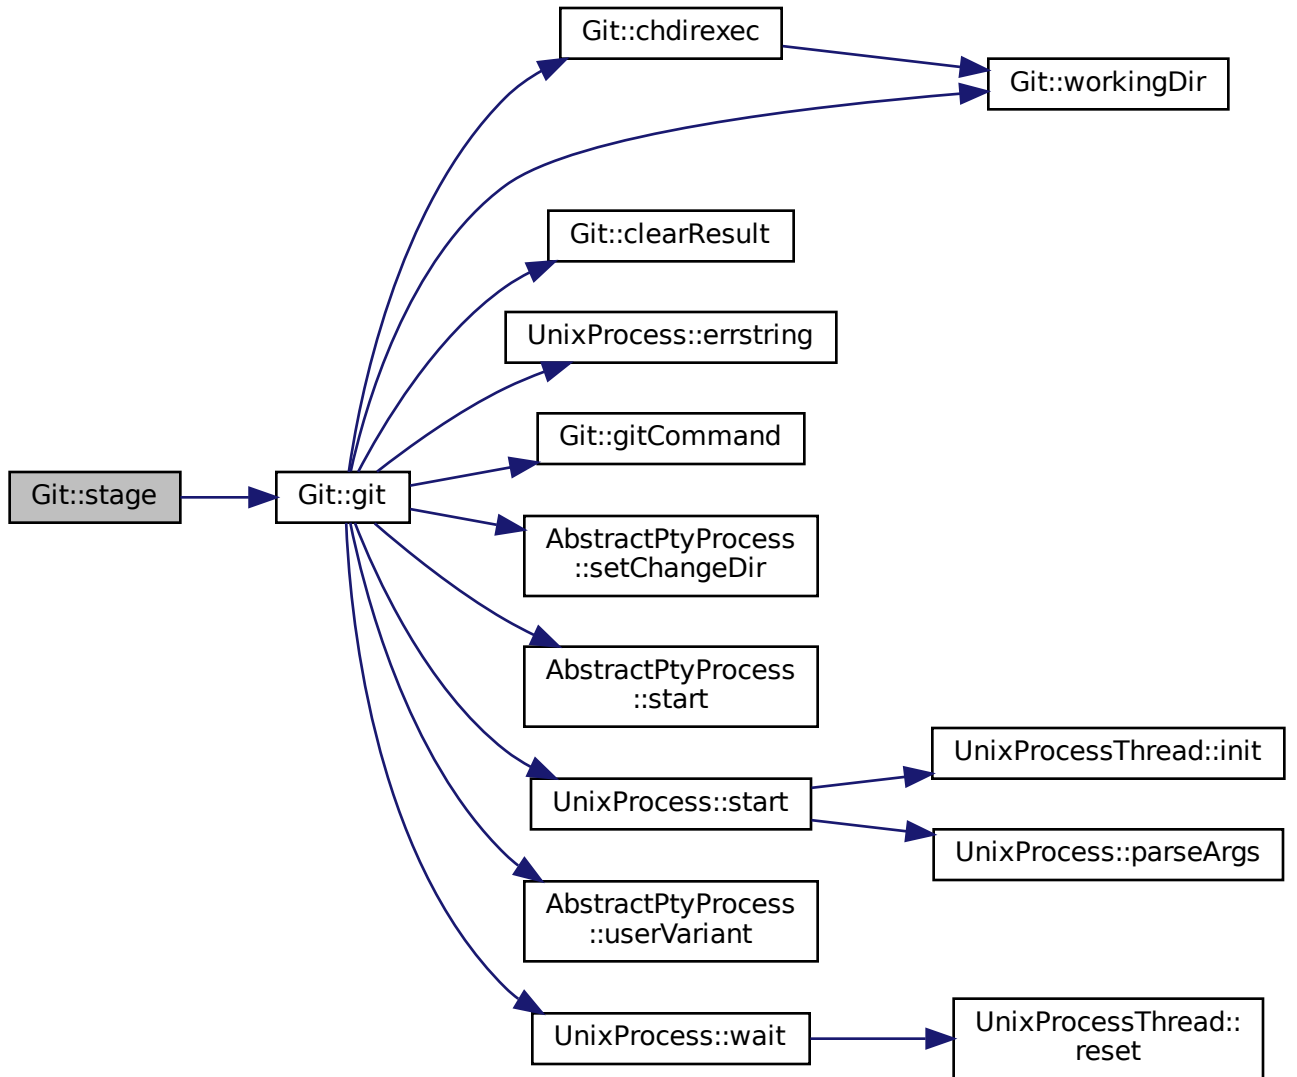 Git::chdirexec
Git::workingDir
Git::clearResult
UnixProcess::errstring
Git::gitCommand
Git::stage
Git::git
AbstractPtyProcess
::setChangeDir
AbstractPtyProcess
::start
UnixProcessThread::init
UnixProcess::start
UnixProcess::parseArgs
AbstractPtyProcess
::userVariant
UnixProcess::wait
UnixProcessThread::
reset